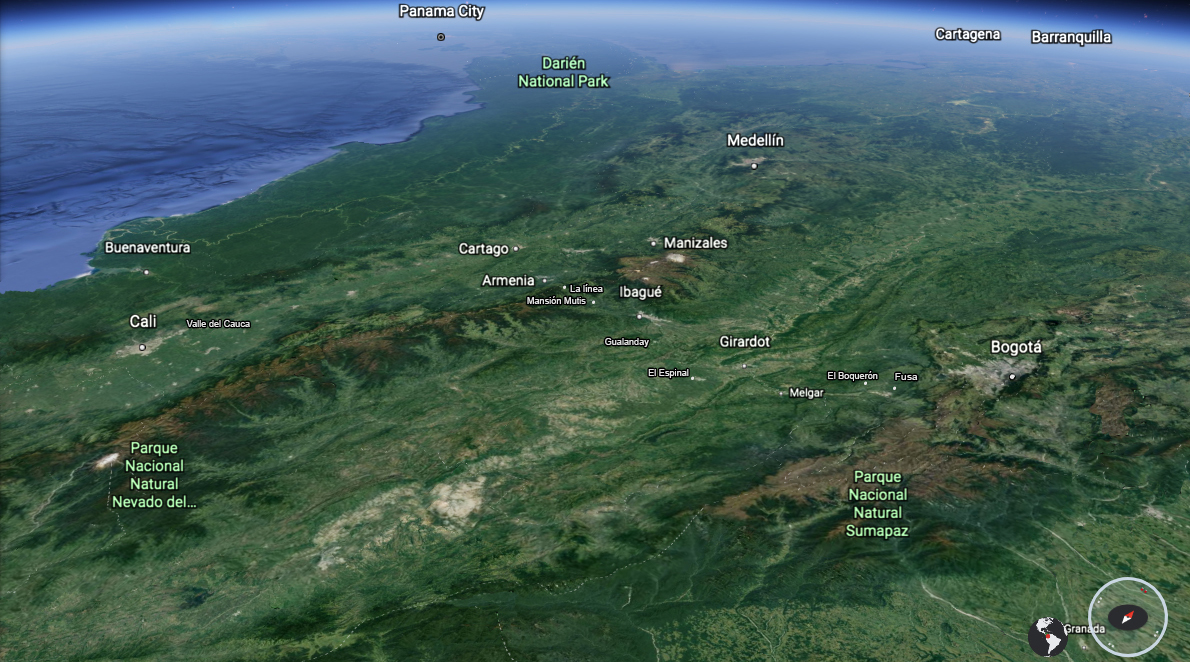 Panama City
Cartagena
Barranquilla
Darién
National Park
Medellín
Buenaventura
Cartago
Manizales
Armenia
La línea
Mansión Mutis
Ibagué
Cali
Valle del Cauca
Gualanday
Girardot
Bogotá
El Espinal
El Boquerón
Fusa
Melgar
Parque
Nacional
Natural
Nevado del...
Parque
Nacional
Natural
Sumapaz
Granada